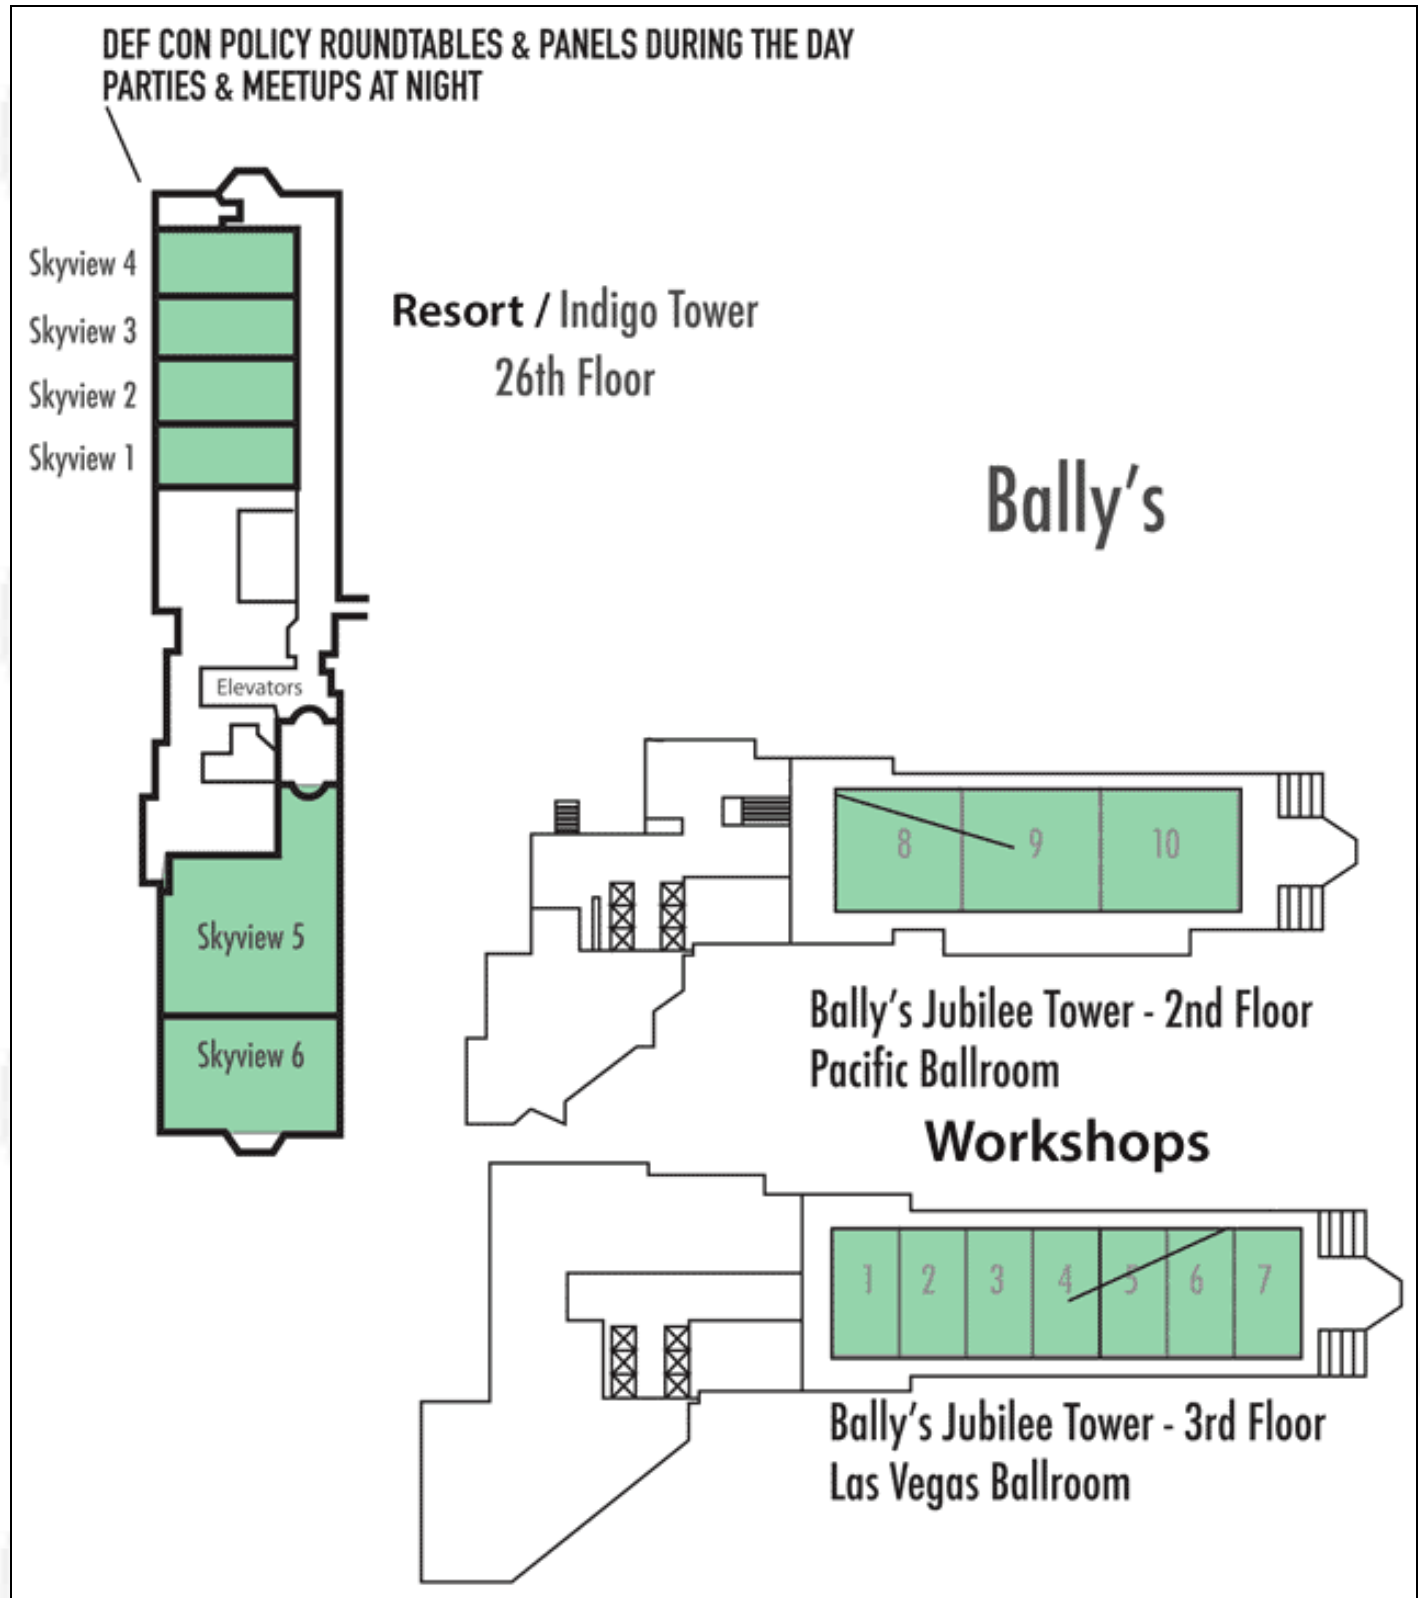 DEF CON POLICY ROUNDTABLES & PANELS DURING THE DAY
PARTIES & MEETUPS AT NIGHT
Skyview 4
Skyview 3
Skyview 2
Skyview 1
Resort / Indigo Tower
26th Floor
Bally's
Elevators
Skyview 5
Skyview 6
8 9 10
Bally's Jubilee Tower - 2nd Floor
Pacific Ballroom
Workshops
1 2 3 4 5 6 7
Bally's Jubilee Tower - 3rd Floor
Las Vegas Ballroom